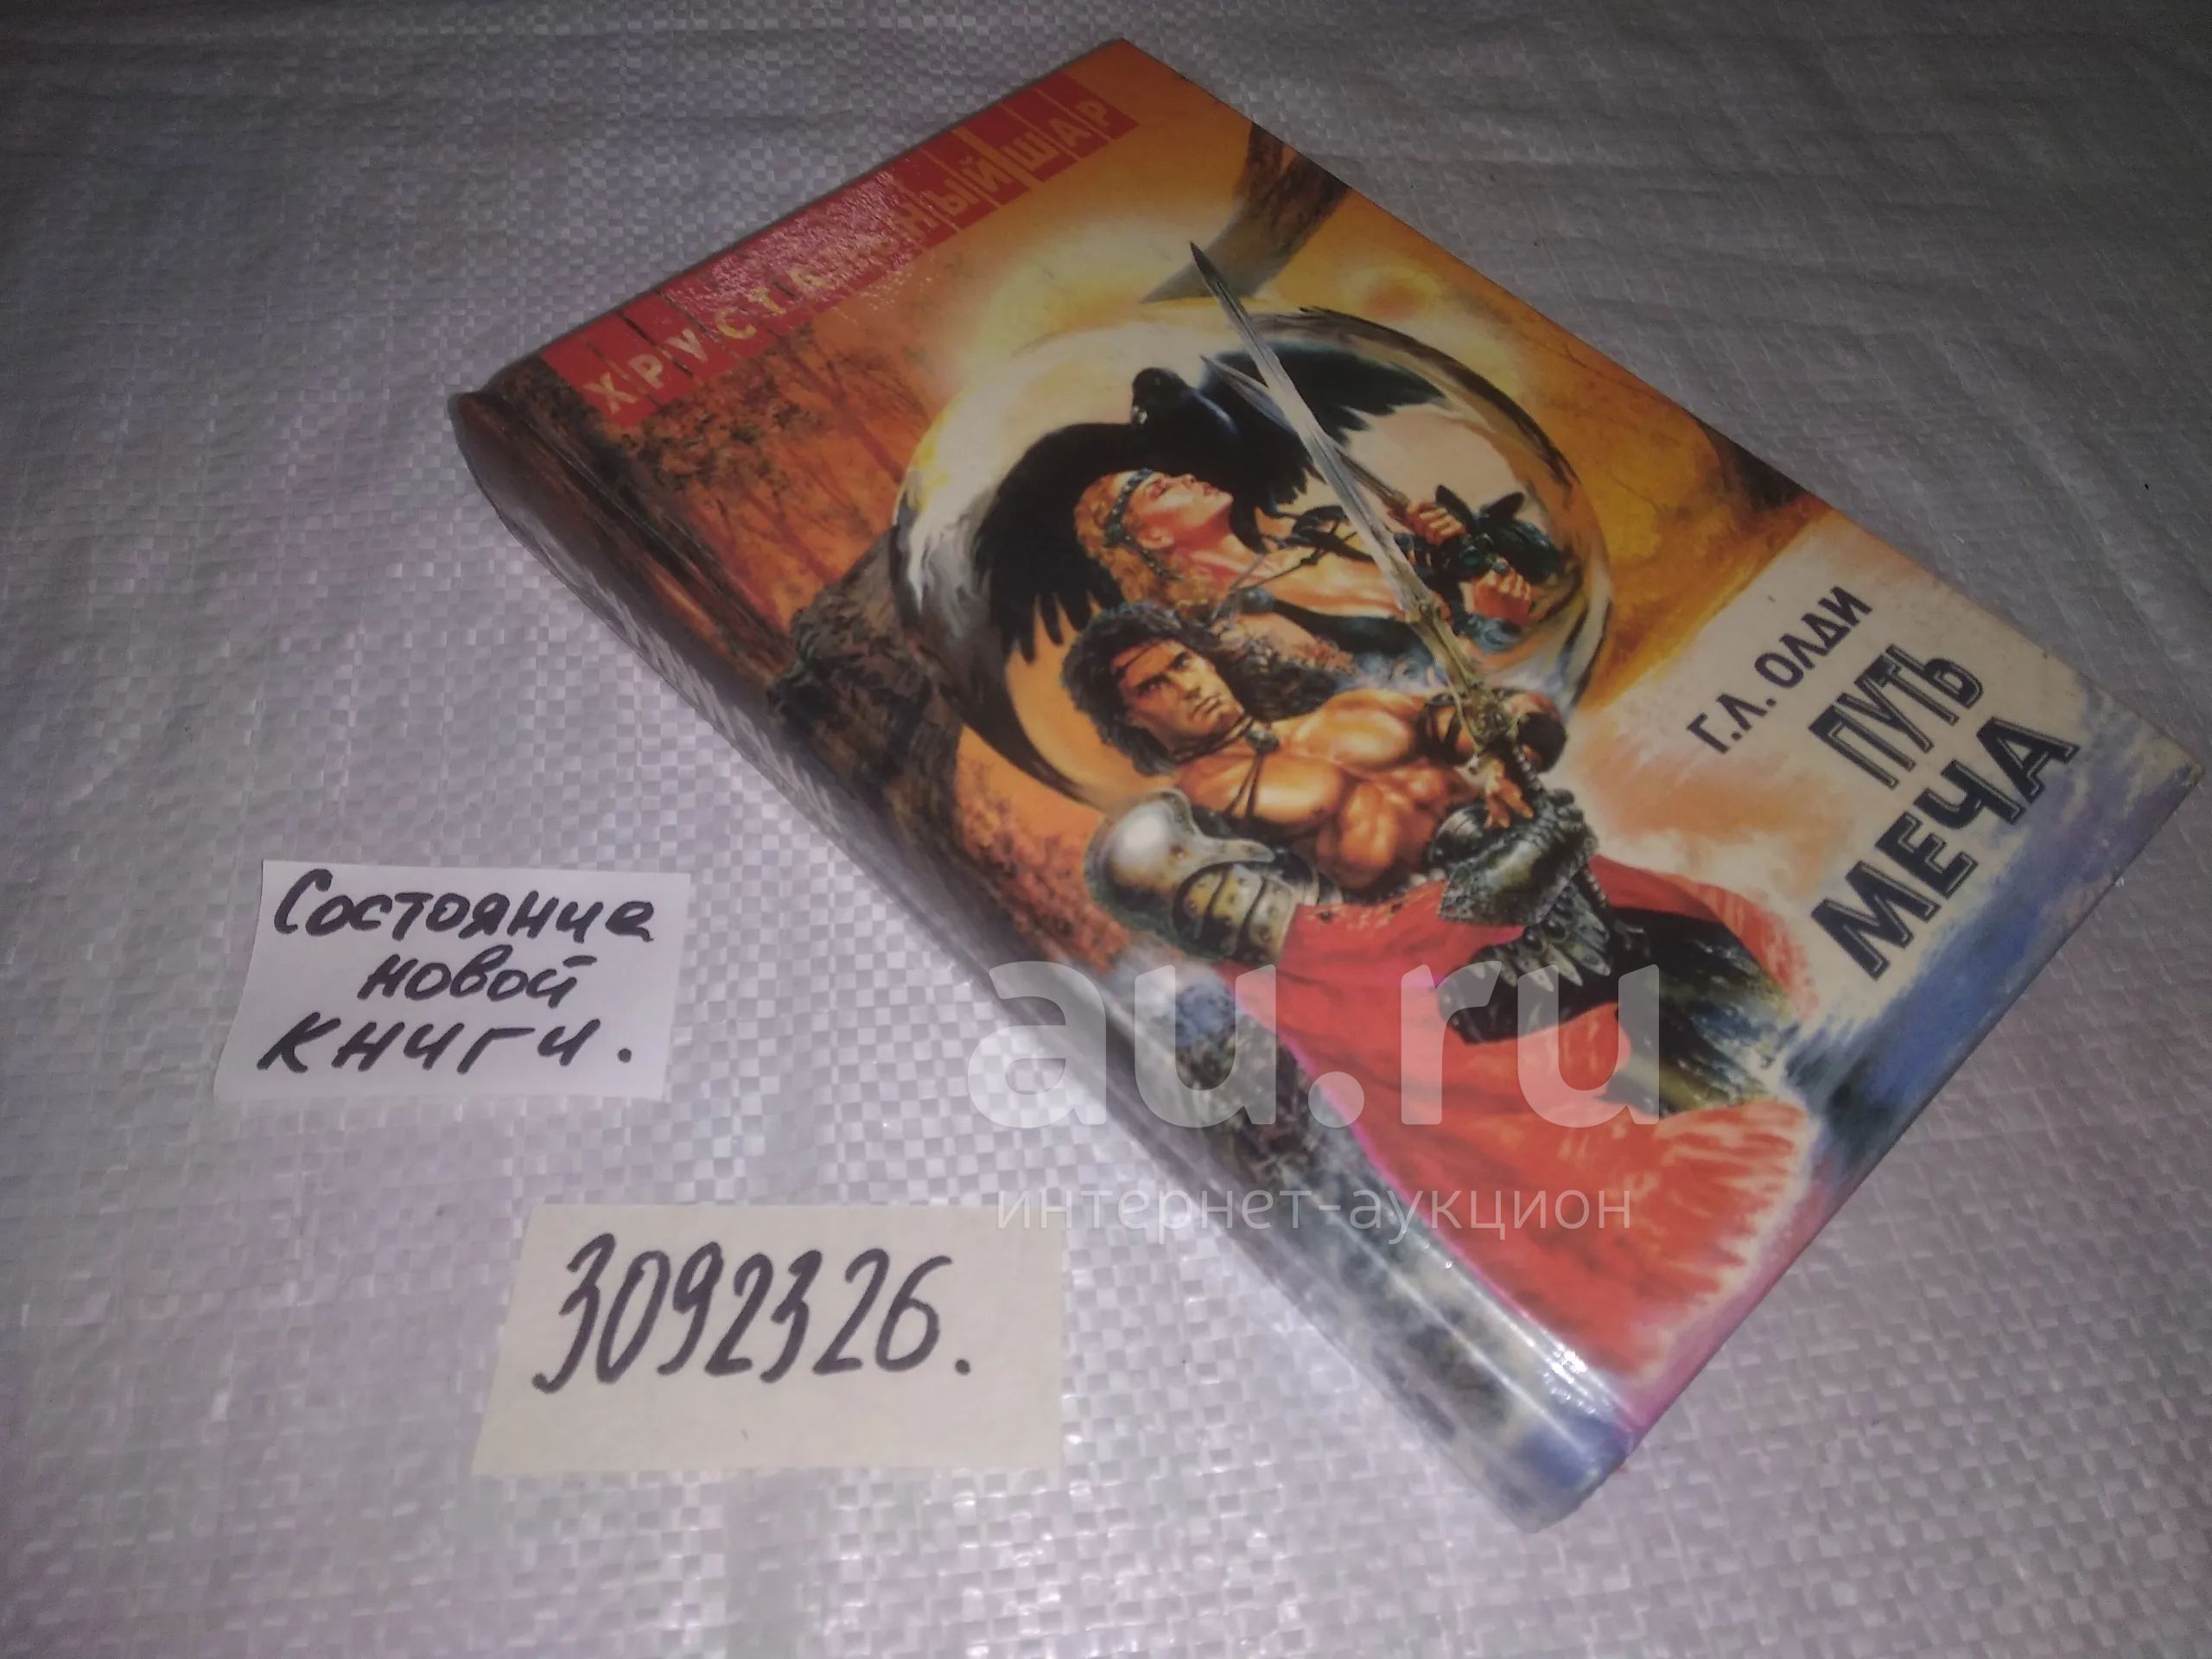 ХРУСТАЛЬНЫЙ ШАР
Г.Л. ОЛДИ
ПУТЬ
МЕЧА
Состояние
новой
книги.
3092326.
au.ru
интернет-аукцион